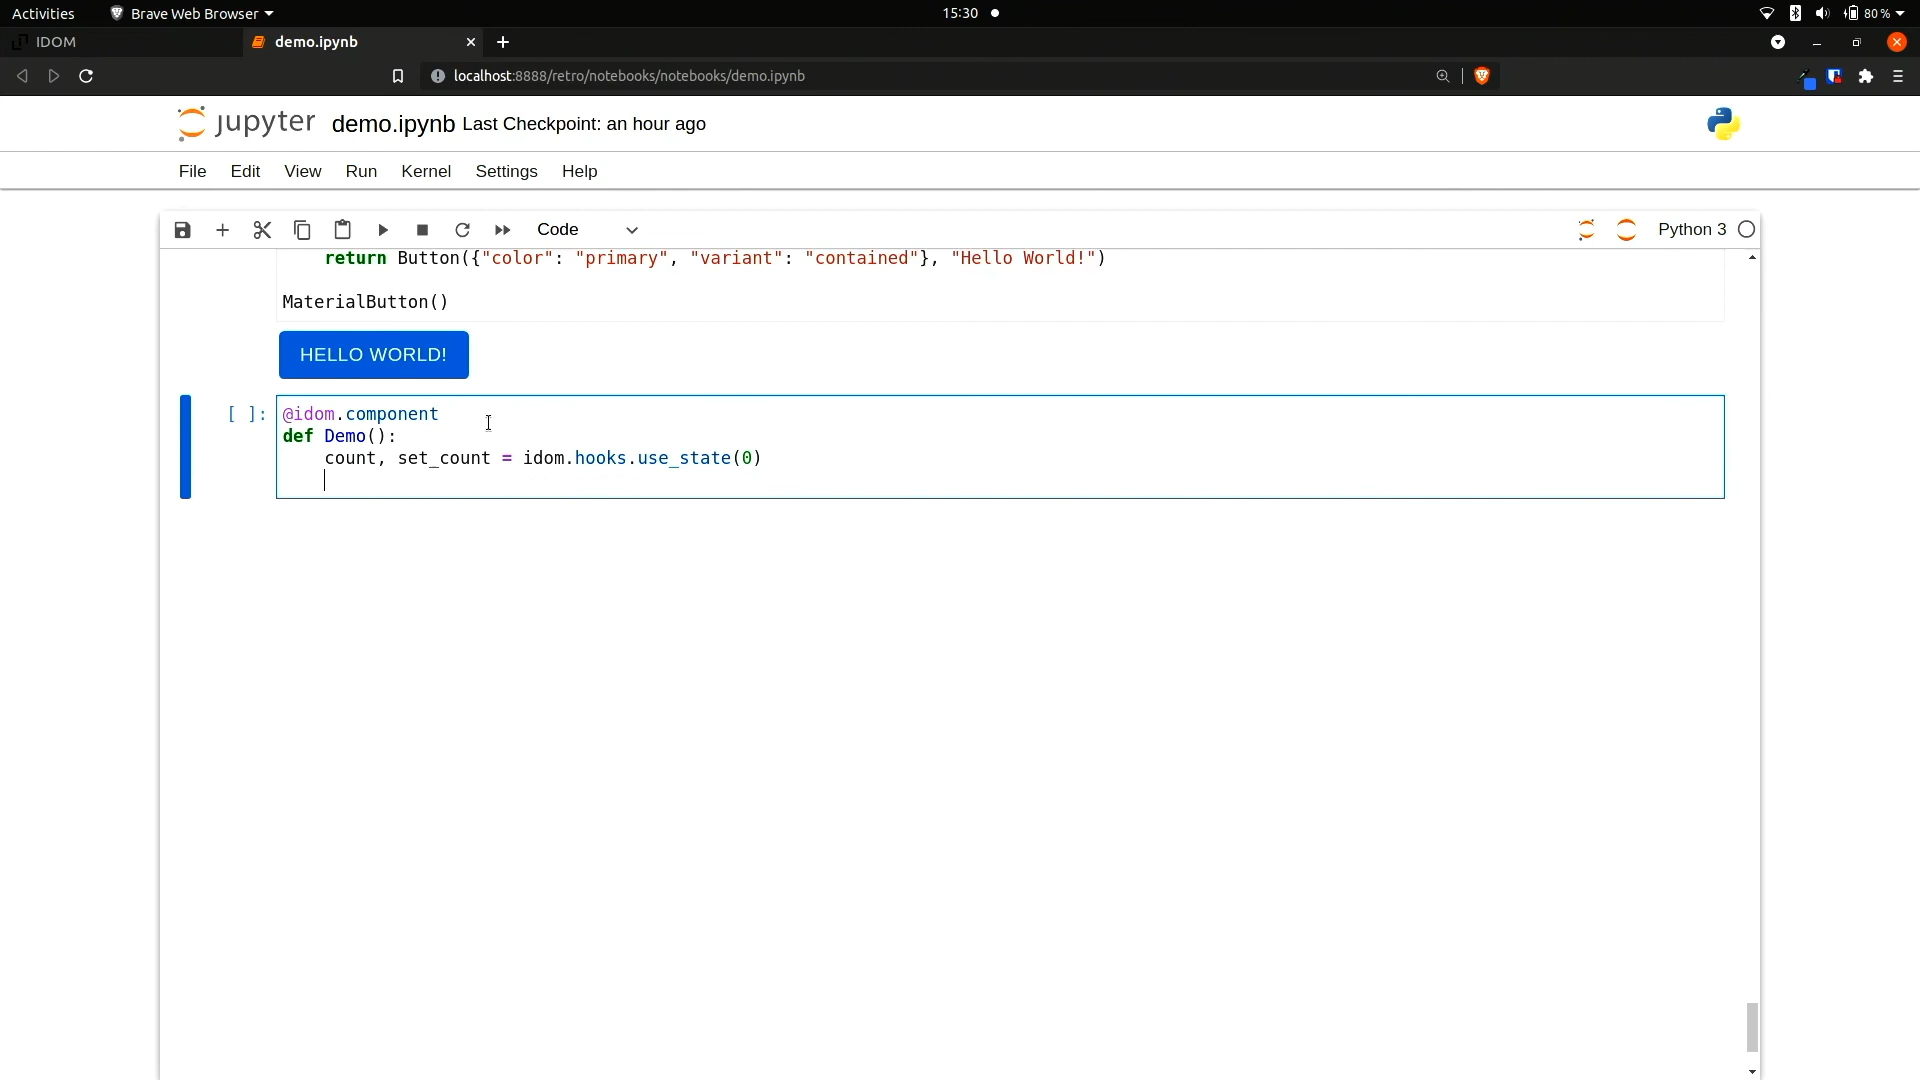 Activities Brave Web Browser 15:30 80 %
IDOM demo.ipynb
localhost:8888/retro/notebooks/notebooks/demo.ipynb
jupyter demo.ipynb Last Checkpoint: an hour ago
File Edit View Run Kernel Settings Help
Code Python 3
return Button({"color": "primary", "variant": "contained"}, "Hello World!")
MaterialButton()
HELLO WORLD!
[ ]: @idom.component
def Demo():
count, set_count = idom.hooks.use_state(0)